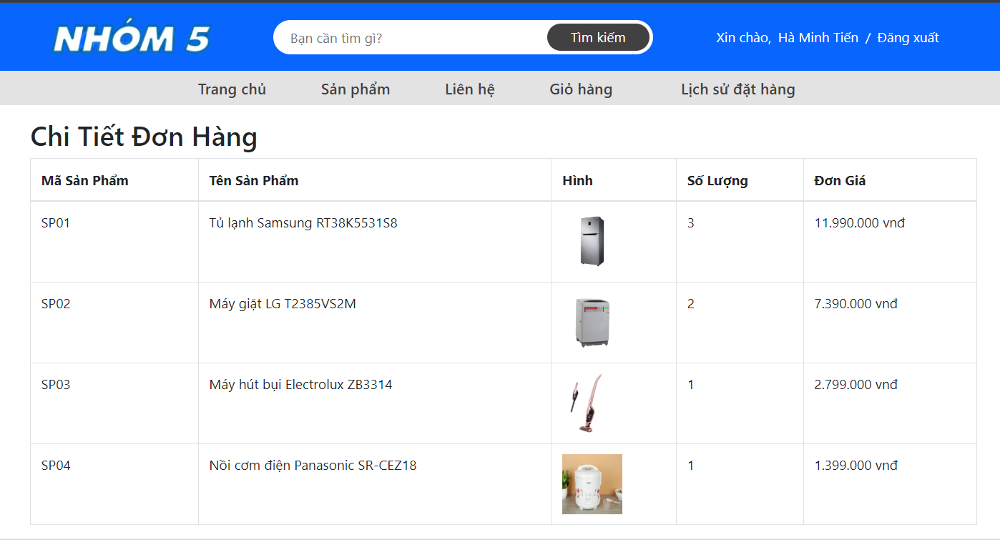 NHÓM 5
Bạn cần tìm gì? Tìm kiếm
Xin chào, Hà Minh Tiến / Đăng xuất
Trang chủ Sản phẩm Liên hệ Giỏ hàng Lịch sử đặt hàng
Chi Tiết Đơn Hàng
Mã Sản Phẩm Tên Sản Phẩm Hình Số Lượng Đơn Giá
SP01 Tủ lạnh Samsung RT38K5531S8 3 11.990.000 vnđ
SP02 Máy giặt LG T2385VS2M 2 7.390.000 vnđ
SP03 Máy hút bụi Electrolux ZB3314 1 2.799.000 vnđ
SP04 Nồi cơm điện Panasonic SR-CEZ18 1 1.399.000 vnđ